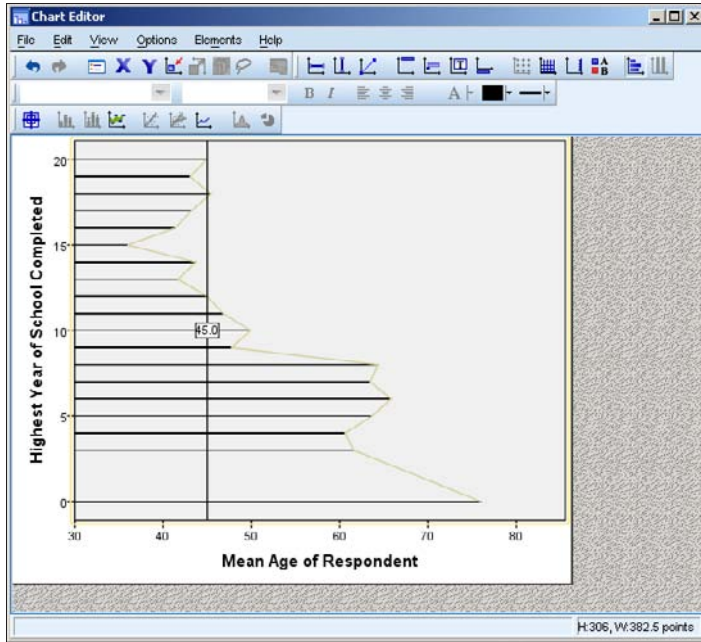 Chart Editor
File Edit View Options Elements Help
X Y T A B
B I A
20
15
10
5
0
45.0
30 40 50 60 70 80
Highest Year of School Completed
Mean Age of Respondent
H:306, W:382.5 points